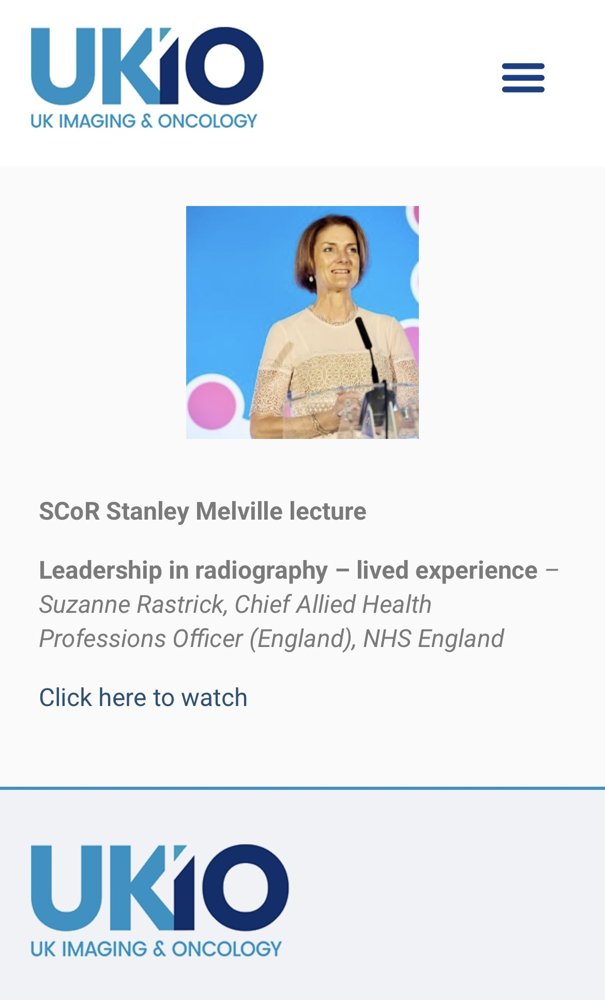 UKIO
UK IMAGING & ONCOLOGY
SCoR Stanley Melville lecture
Leadership in radiography – lived experience –
Suzanne Rastrick, Chief Allied Health
Professions Officer (England), NHS England
Click here to watch
UKIO
UK IMAGING & ONCOLOGY